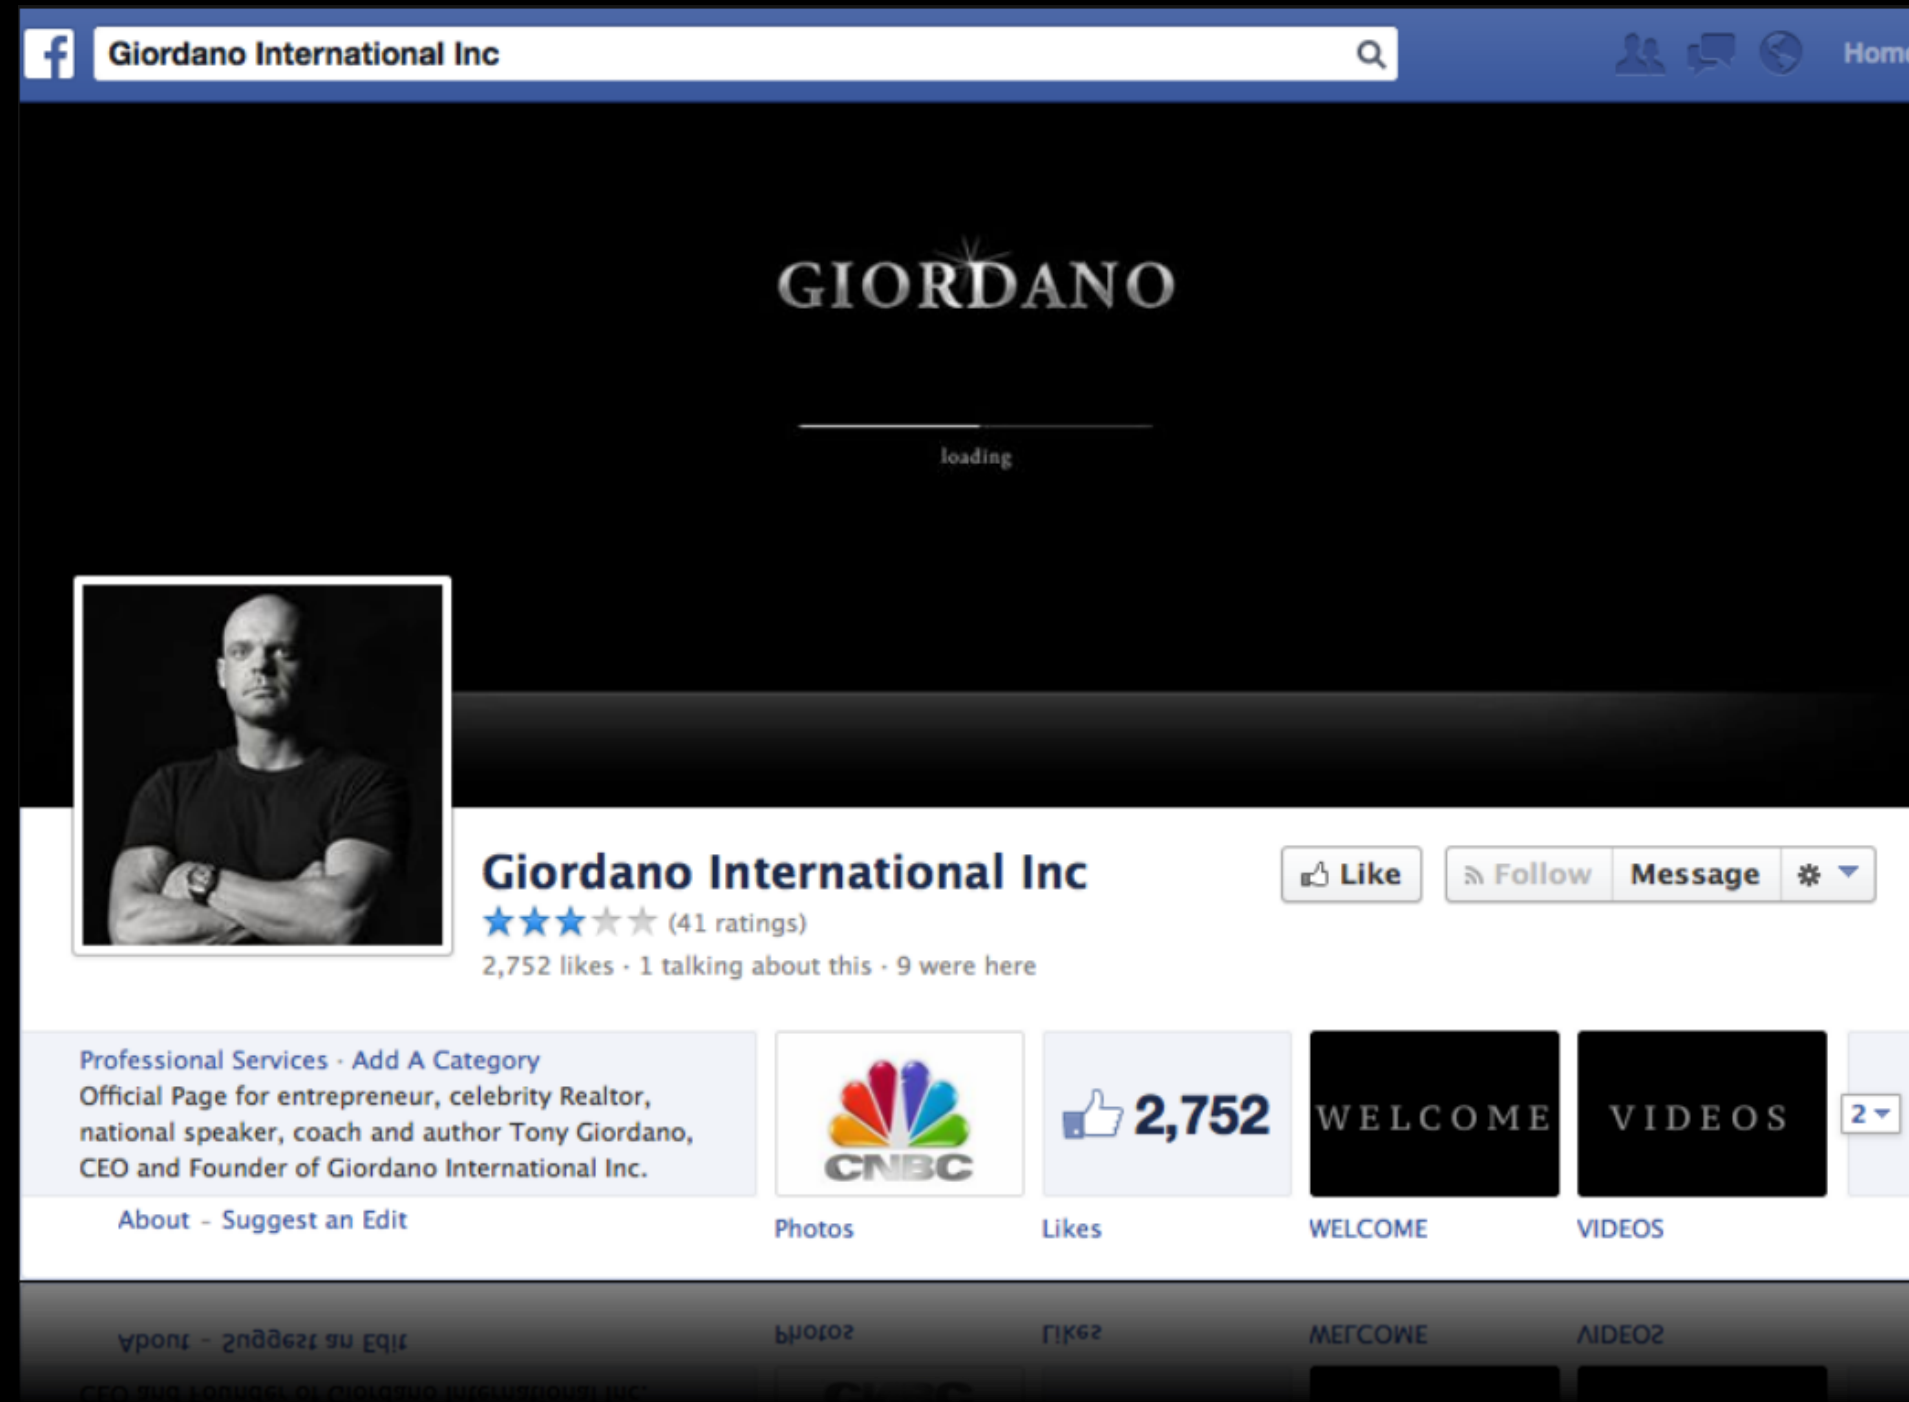 Giordano International Inc
Home
GIORDANO
loading
Giordano International Inc
Like
Follow
Message
(41 ratings)
2,752 likes · 1 talking about this · 9 were here
Professional Services · Add A Category
Official Page for entrepreneur, celebrity Realtor,
national speaker, coach and author Tony Giordano,
CEO and Founder of Giordano International Inc.
About – Suggest an Edit
CNBC
Photos
2,752
Likes
WELCOME
WELCOME
VIDEOS
VIDEOS
2